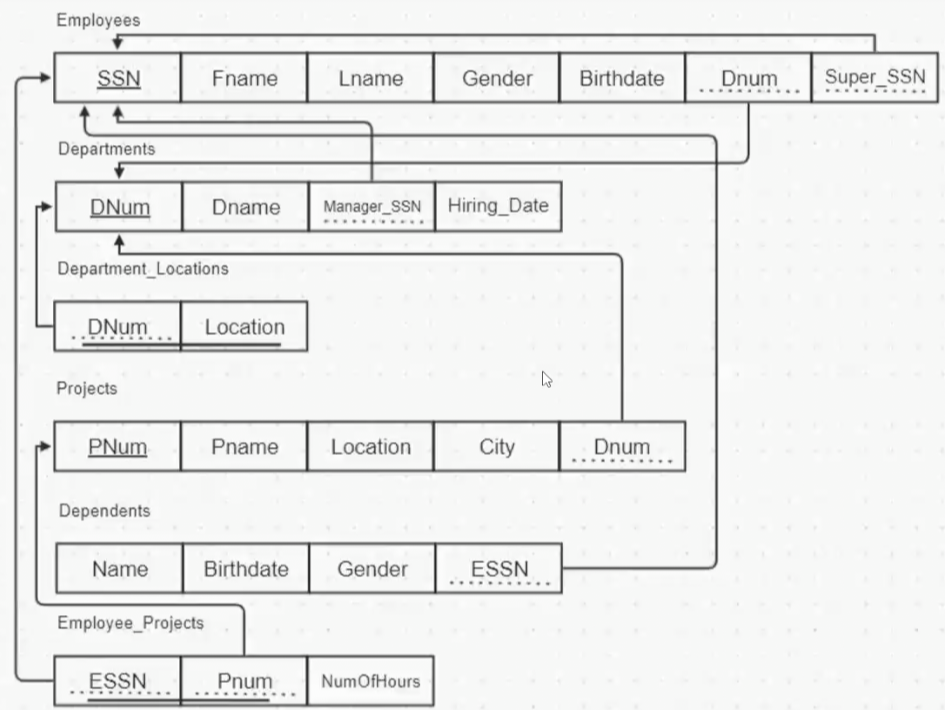 Employees
SSN Fname Lname Gender Birthdate Dnum Super_SSN
Departments
DNum Dname Manager_SSN Hiring_Date
Department_Locations
DNum Location
Projects
PNum Pname Location City Dnum
Dependents
Name Birthdate Gender ESSN
Employee_Projects
ESSN Pnum NumOfHours